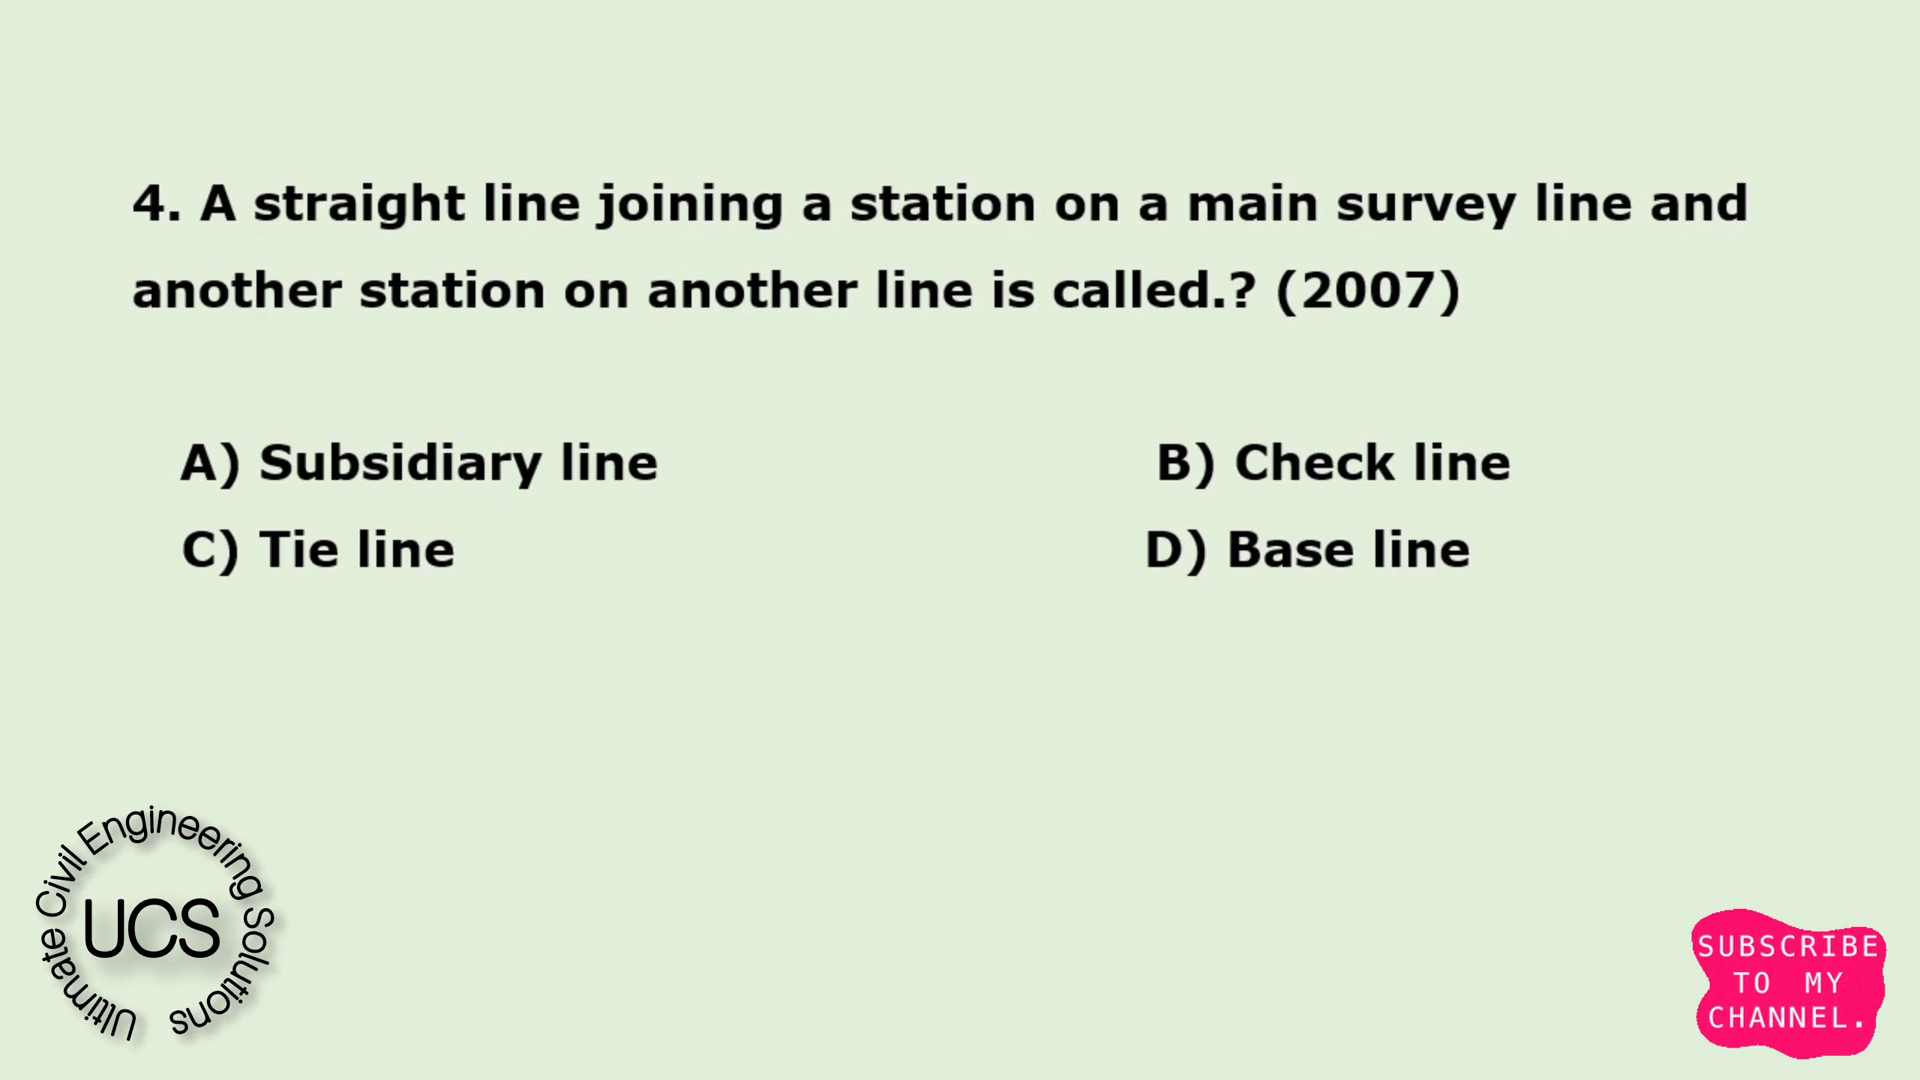 4. A straight line joining a station on a main survey line and
another station on another line is called.? (2007)
A) Subsidiary line B) Check line
C) Tie line D) Base line
Ultimate Civil Engineering Solutions
UCS
SUBSCRIBE
TO MY
CHANNEL.